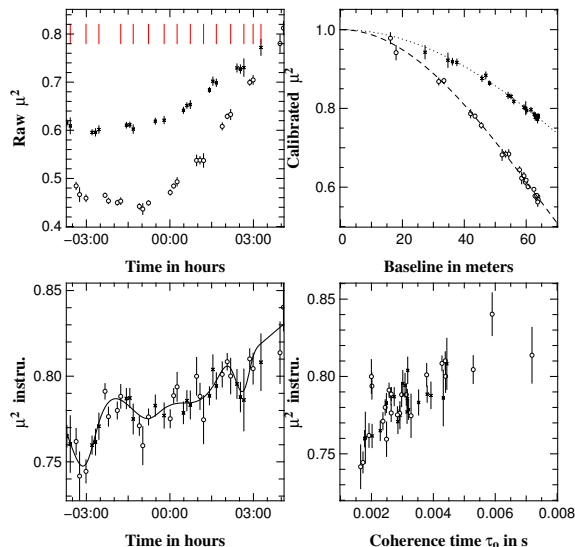 0.8
0.7
0.6
0.5
0.4
Raw μ²
−03:00 00:00 03:00
Time in hours
1.0
0.8
0.6
Calibrated μ²
0 20 40 60
Baseline in meters
0.85
0.80
0.75
μ² instru.
−03:00 00:00 03:00
Time in hours
0.85
0.80
0.75
μ² instru.
0.002 0.004 0.006 0.008
Coherence time τ₀ in s